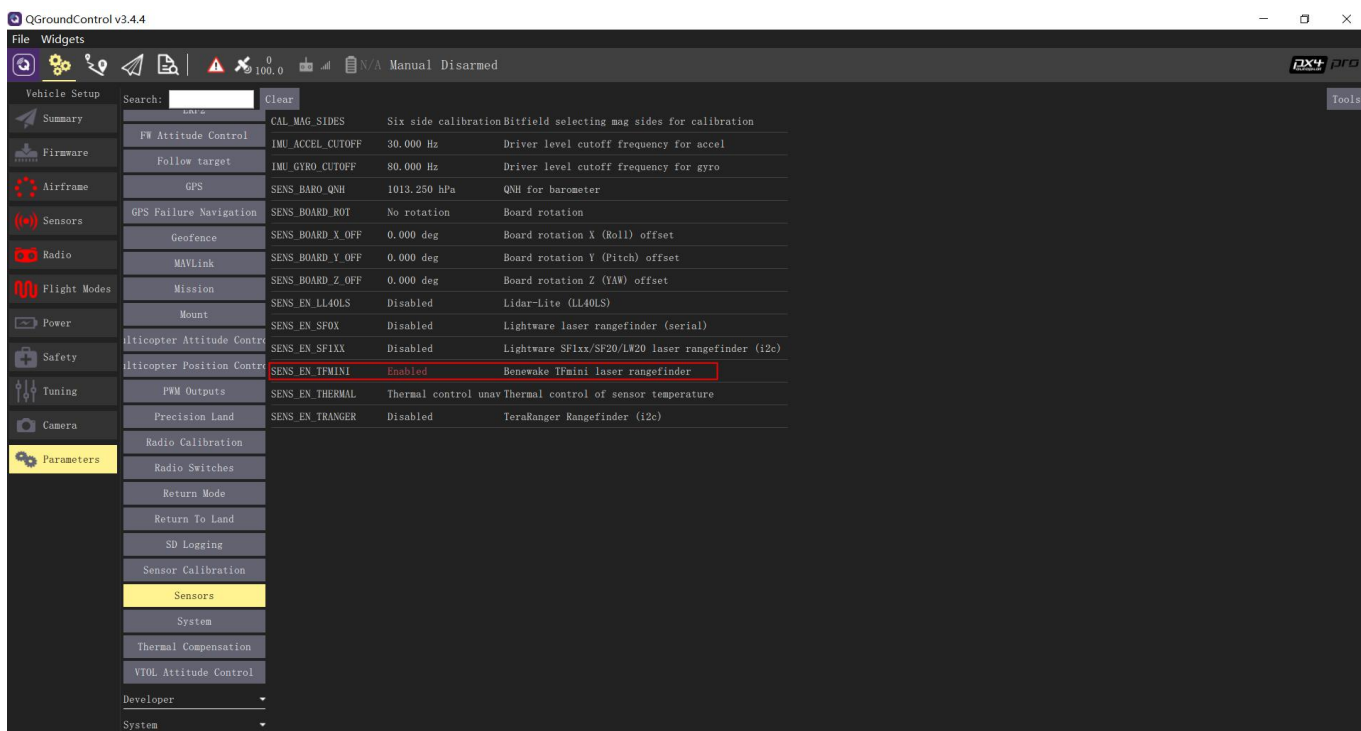 QGroundControl v3.4.4
File Widgets
0
100.0
N/A Manual Disarmed
px4 pro
autopilot
Vehicle Setup
Summary
Firmware
Airframe
Sensors
Radio
Flight Modes
Power
Safety
Tuning
Camera
Parameters
Search:
Clear
Tools
FW Attitude Control
Follow target
GPS
GPS Failure Navigation
Geofence
MAVLink
Mission
Mount
ulticopter Attitude Contro
ulticopter Position Contro
PWM Outputs
Precision Land
Radio Calibration
Radio Switches
Return Mode
Return To Land
SD Logging
Sensor Calibration
Sensors
System
Thermal Compensation
VTOL Attitude Control
Developer
System
CAL_MAG_SIDES Six side calibration Bitfield selecting mag sides for calibration
IMU_ACCEL_CUTOFF 30.000 Hz Driver level cutoff frequency for accel
IMU_GYRO_CUTOFF 80.000 Hz Driver level cutoff frequency for gyro
SENS_BARO_QNH 1013.250 hPa QNH for barometer
SENS_BOARD_ROT No rotation Board rotation
SENS_BOARD_X_OFF 0.000 deg Board rotation X (Roll) offset
SENS_BOARD_Y_OFF 0.000 deg Board rotation Y (Pitch) offset
SENS_BOARD_Z_OFF 0.000 deg Board rotation Z (YAW) offset
SENS_EN_LL40LS Disabled Lidar-Lite (LL40LS)
SENS_EN_SF0X Disabled Lightware laser rangefinder (serial)
SENS_EN_SF1XX Disabled Lightware SF1xx/SF20/LW20 laser rangefinder (i2c)
SENS_EN_TFMINI Enabled Benewake TFmini laser rangefinder
SENS_EN_THERMAL Thermal control unav Thermal control of sensor temperature
SENS_EN_TRANGER Disabled TeraRanger Rangefinder (i2c)